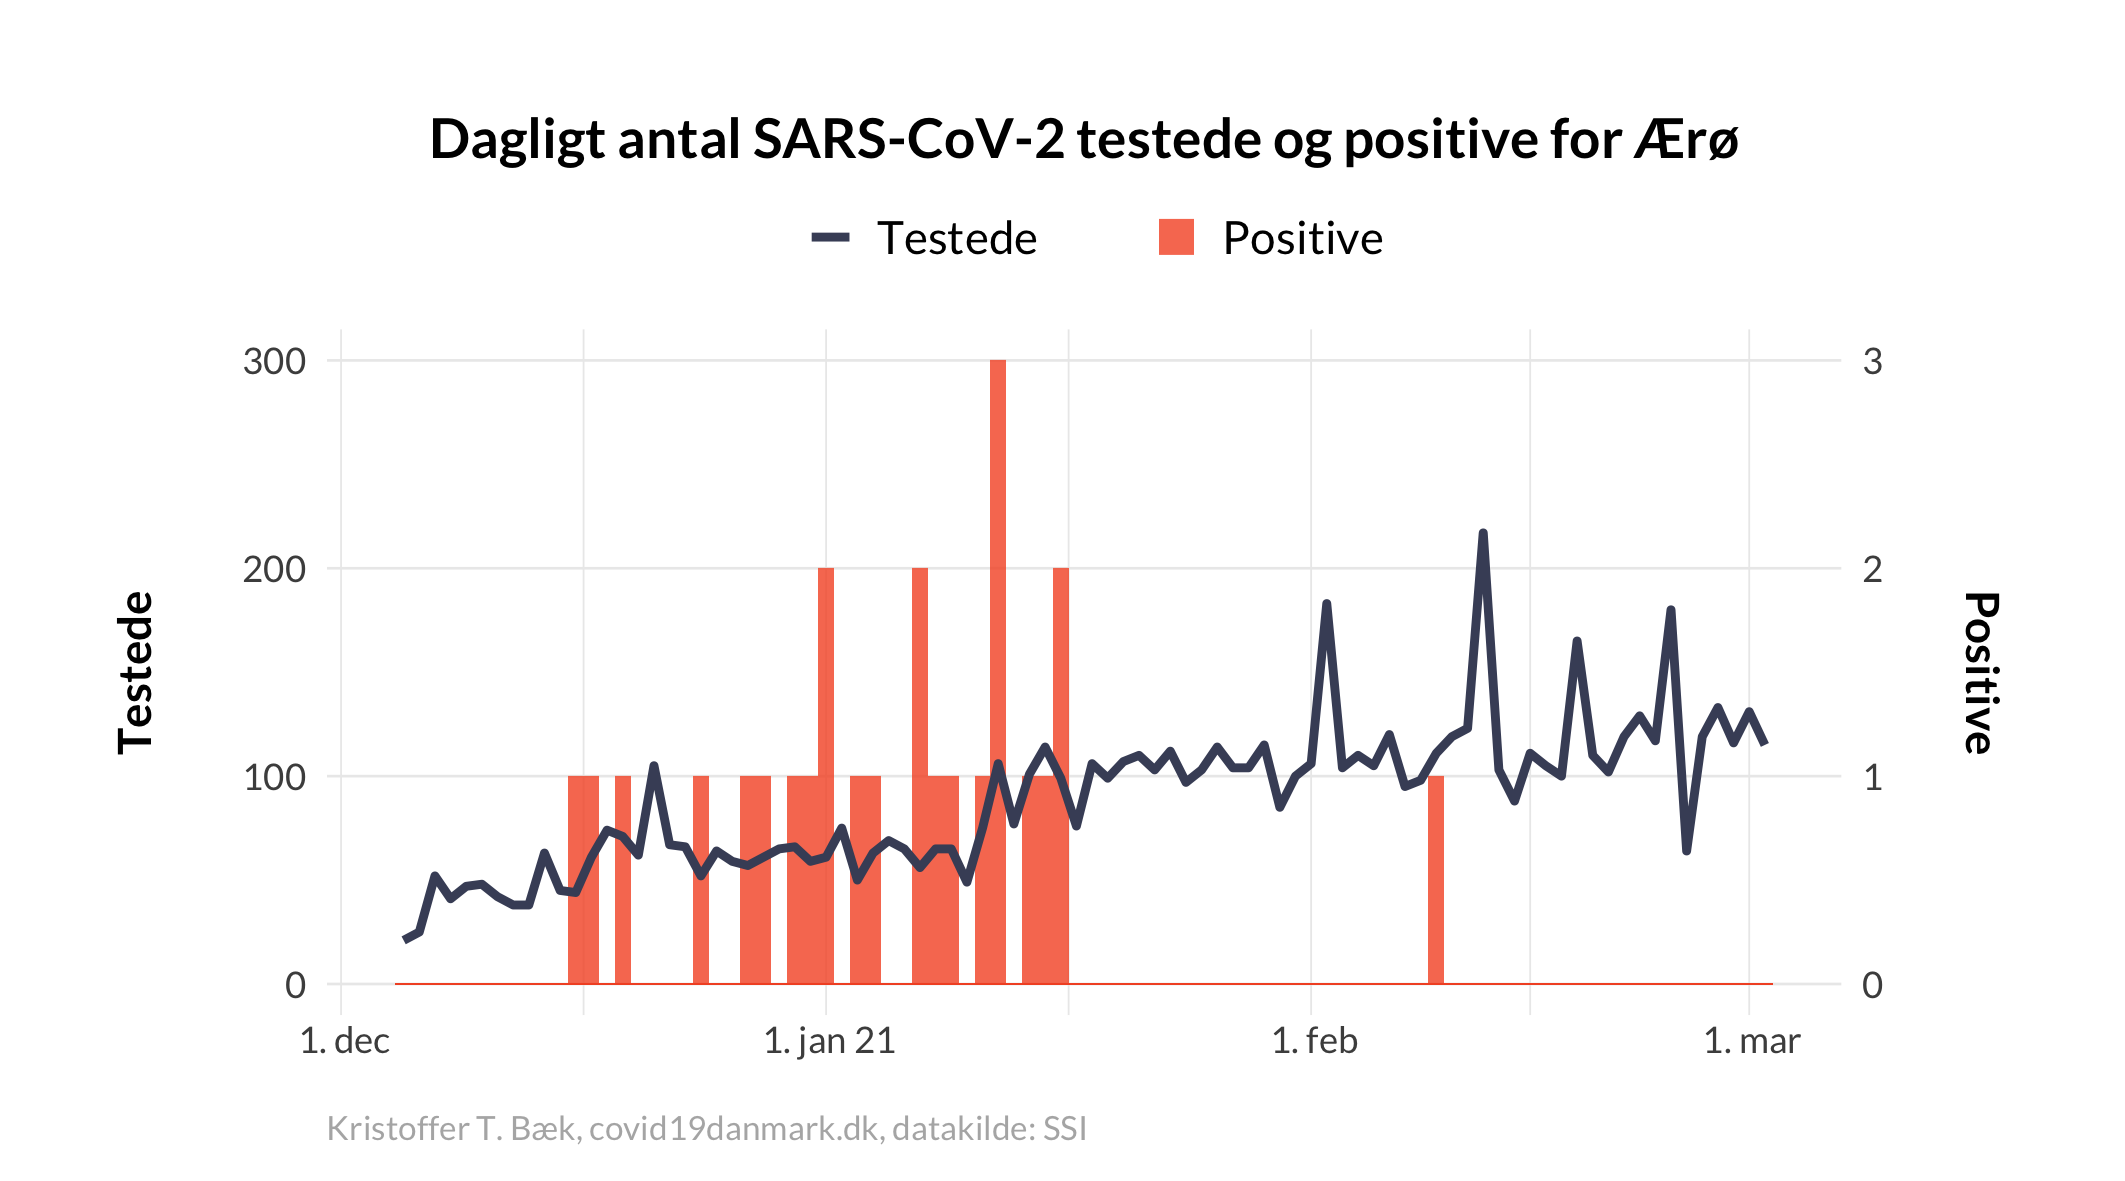 Dagligt antal SARS-CoV-2 testede og positive for Ærø
Testede Positive
300 3
200 2
100 1
0 0
Testede
Positive
1. dec 1. jan 21 1. feb 1. mar
Kristoffer T. Bæk, covid19danmark.dk, datakilde: SSI